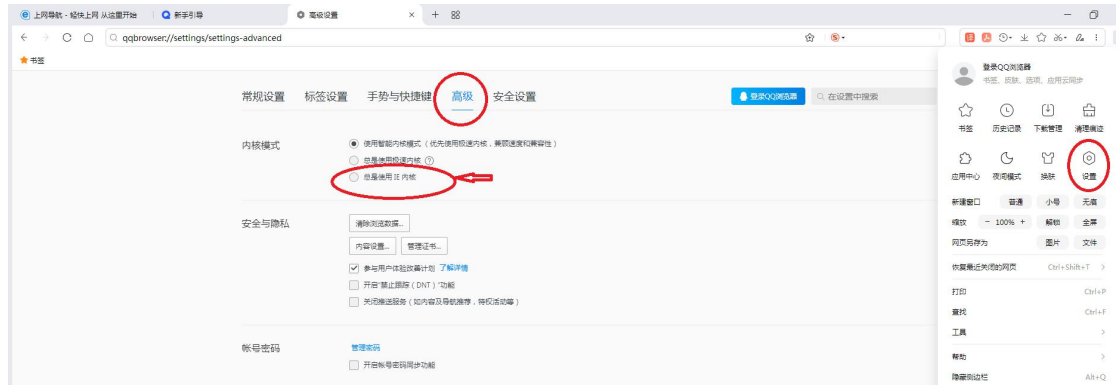 上网导航 - 轻快上网 从这里开始
新手引导
高级设置
qqbrowser://settings/settings-advanced
书签
常规设置 标签设置 手势与快捷键 高级 安全设置
登录QQ浏览器
在设置中搜索
内核模式
使用智能内核模式（优先使用极速内核，兼顾速度和兼容性）
总是使用极速内核
总是使用 IE 内核
安全与隐私
清除浏览数据...
内容设置... 管理证书...
参与用户体验改善计划 了解详情
开启"禁止跟踪（DNT）"功能
关闭推送服务（如内容及导航推荐，特权活动等）
帐号密码
管理密码
开启帐号密码同步功能
登录QQ浏览器
书签、皮肤、选项、应用云同步
书签 历史记录 下载管理 清理痕迹
应用中心 夜间模式 换肤 设置
新建窗口 普通 小号 无痕
缩放 - 100% + 解锁 全屏
网页另存为 图片 文件
恢复最近关闭的网页 Ctrl+Shift+T
打印 Ctrl+P
查找 Ctrl+F
工具
帮助
隐藏侧边栏 Alt+Q